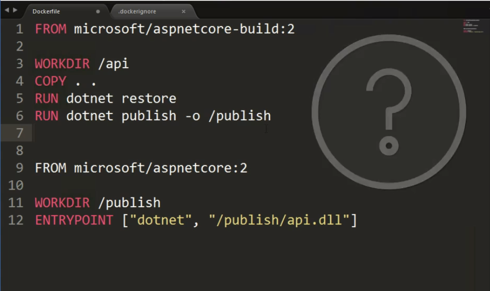 Dockerfile
.dockerignore
1 FROM microsoft/aspnetcore-build:2
2
3 WORKDIR /api
4 COPY . .
5 RUN dotnet restore
6 RUN dotnet publish -o /publish
7
8
9 FROM microsoft/aspnetcore:2
10
11 WORKDIR /publish
12 ENTRYPOINT ["dotnet", "/publish/api.dll"]
?